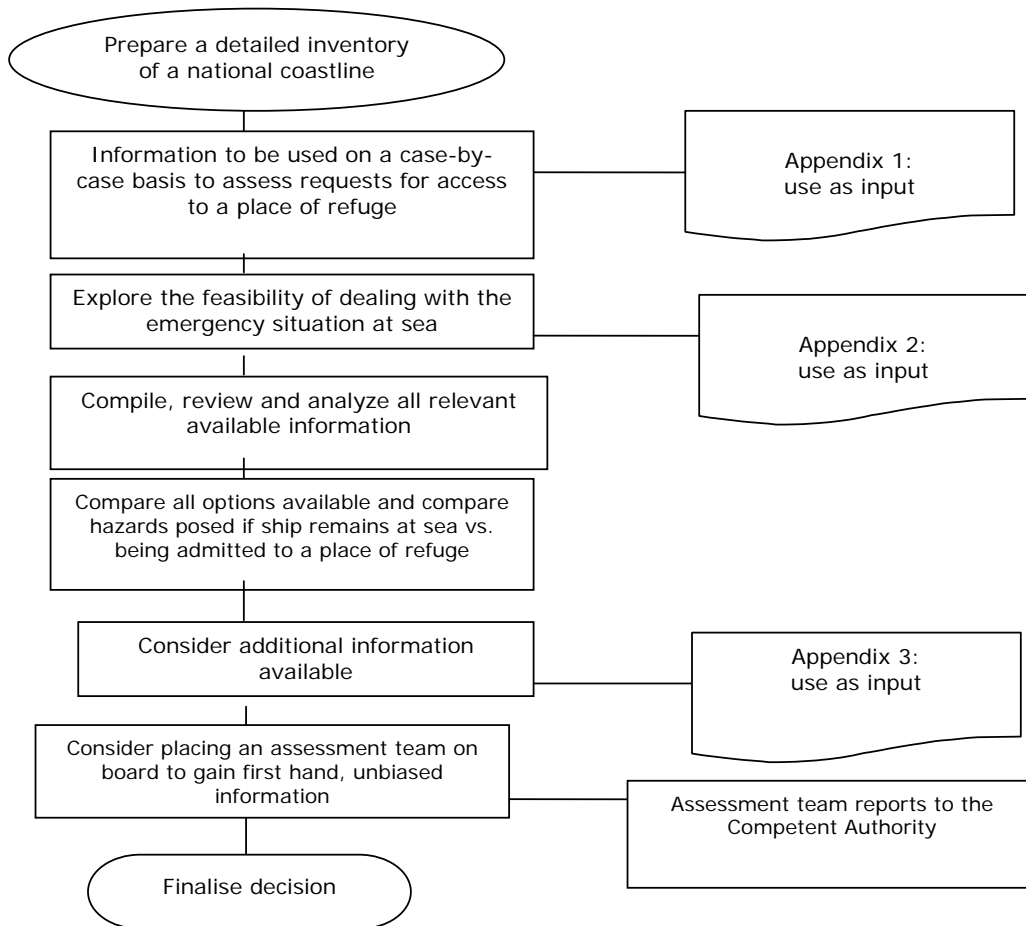 Prepare a detailed inventory
of a national coastline
Information to be used on a case-by-
case basis to assess requests for access
to a place of refuge
Appendix 1:
use as input
Explore the feasibility of dealing with the
emergency situation at sea
Appendix 2:
use as input
Compile, review and analyze all relevant
available information
Compare all options available and compare
hazards posed if ship remains at sea vs.
being admitted to a place of refuge
Consider additional information
available
Appendix 3:
use as input
Consider placing an assessment team on
board to gain first hand, unbiased
information
Assessment team reports to the
Competent Authority
Finalise decision